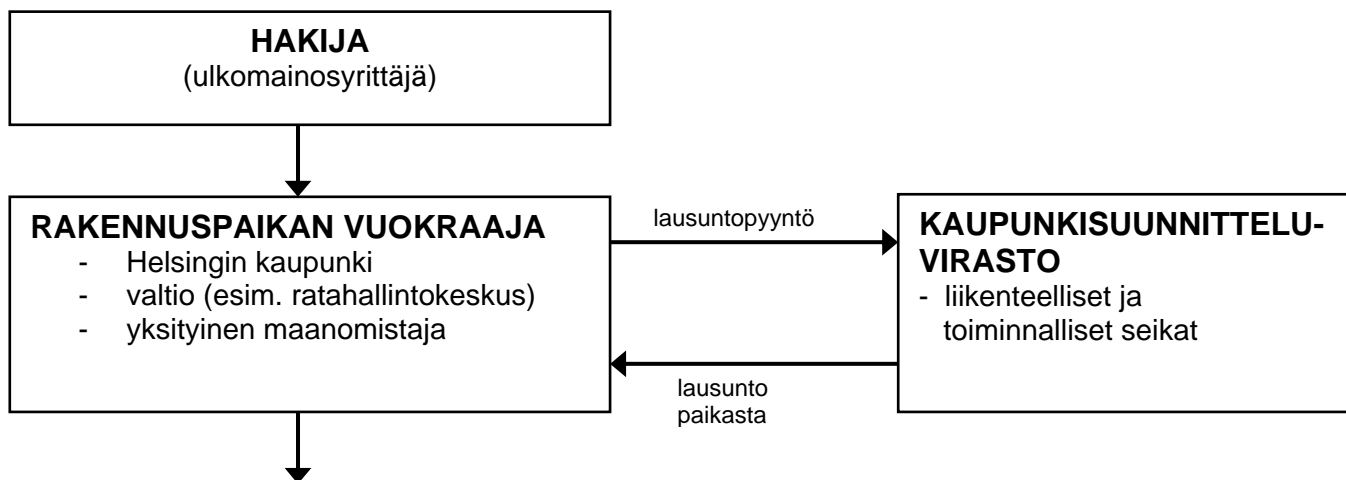 HAKIJA
(ulkomainosyrittäjä)
RAKENNUSPAIKAN VUOKRAAJA
- Helsingin kaupunki
- valtio (esim. ratahallintokeskus)
- yksityinen maanomistaja
lausuntopyyntö
KAUPUNKISUUNNITTELU-
VIRASTO
- liikenteelliset ja
toiminnalliset seikat
lausunto
paikasta